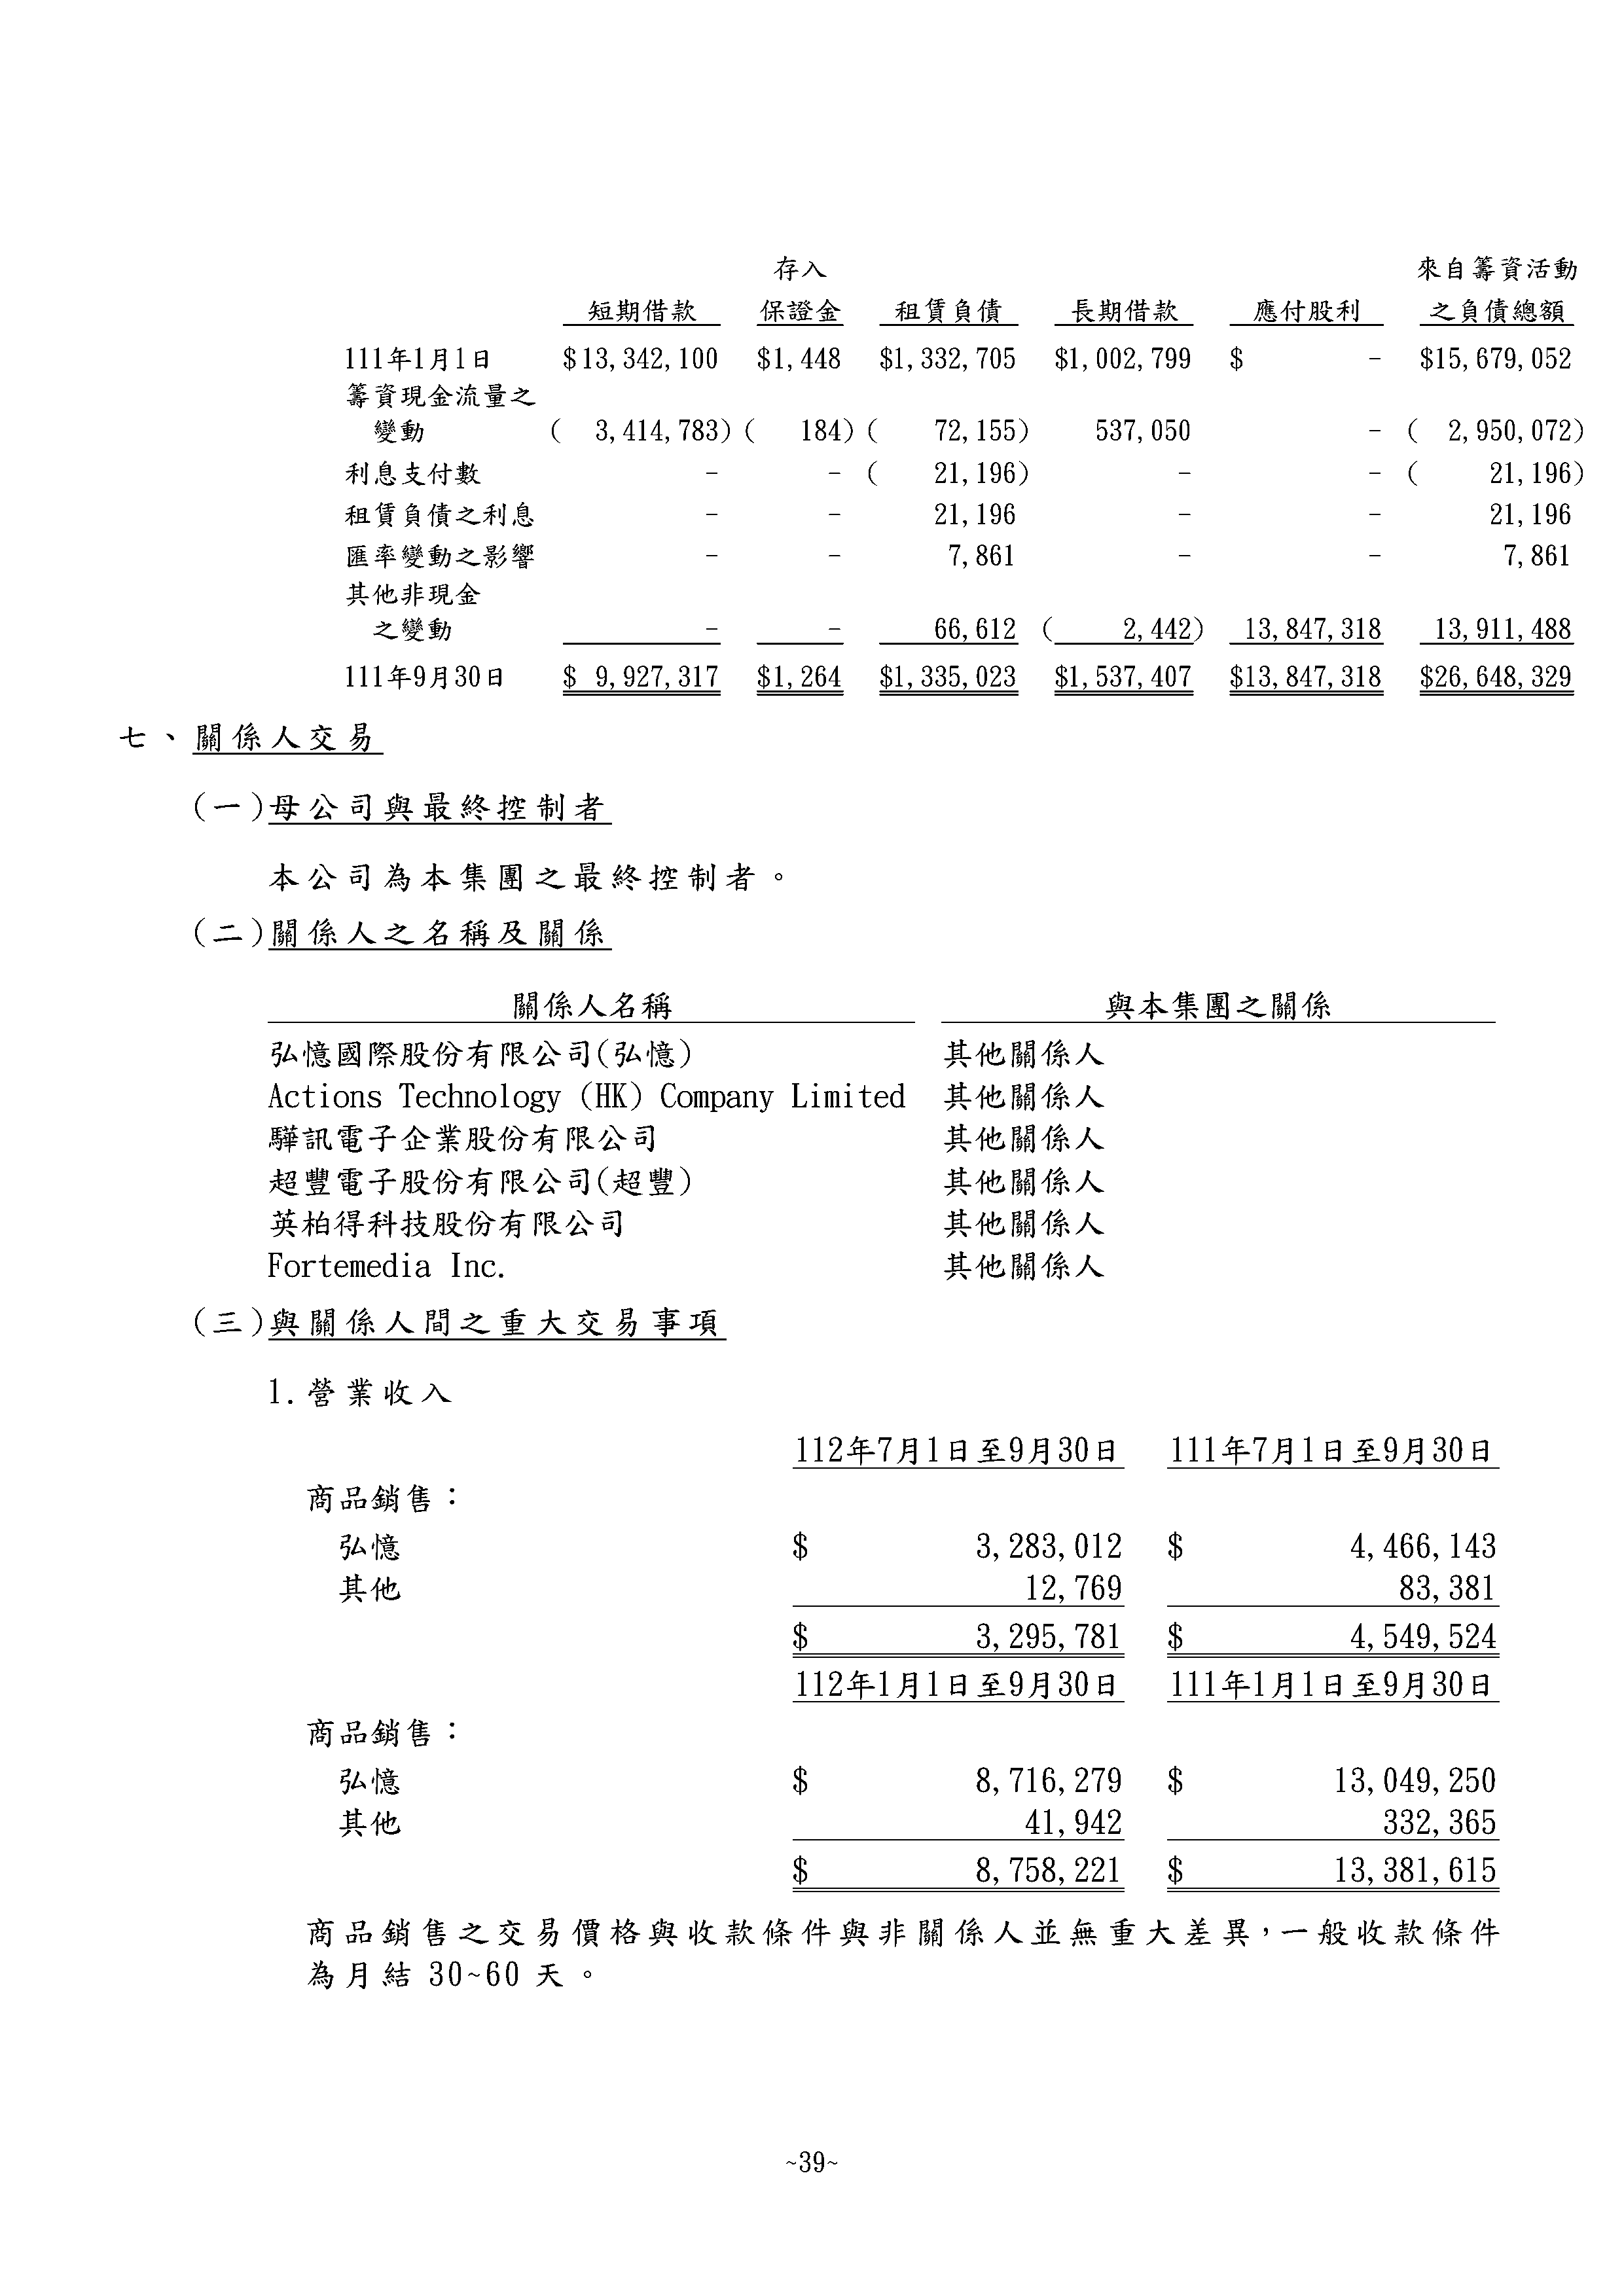 存入 來自籌資活動
短期借款 保證金 租賃負債 長期借款 應付股利 之負債總額
111年1月1日 $13,342,100 $1,448 $1,332,705 $1,002,799 $ - $15,679,052
籌資現金流量之
變動 ( 3,414,783) ( 184) ( 72,155) 537,050 - ( 2,950,072)
利息支付數 - - ( 21,196) - - ( 21,196)
租賃負債之利息 - - 21,196 - - 21,196
匯率變動之影響 - - 7,861 - - 7,861
其他非現金
之變動 - - 66,612 ( 2,442) 13,847,318 13,911,488
111年9月30日 $ 9,927,317 $1,264 $1,335,023 $1,537,407 $13,847,318 $26,648,329
七、關係人交易
(一)母公司與最終控制者
本公司為本集團之最終控制者。
(二)關係人之名稱及關係
關係人名稱 與本集團之關係
弘憶國際股份有限公司(弘憶) 其他關係人
Actions Technology (HK) Company Limited 其他關係人
驊訊電子企業股份有限公司 其他關係人
超豐電子股份有限公司(超豐) 其他關係人
英柏得科技股份有限公司 其他關係人
Fortemedia Inc. 其他關係人
(三)與關係人間之重大交易事項
1.營業收入
112年7月1日至9月30日 111年7月1日至9月30日
商品銷售：
弘憶 $ 3,283,012 $ 4,466,143
其他 12,769 83,381
$ 3,295,781 $ 4,549,524
112年1月1日至9月30日 111年1月1日至9月30日
商品銷售：
弘憶 $ 8,716,279 $ 13,049,250
其他 41,942 332,365
$ 8,758,221 $ 13,381,615
商品銷售之交易價格與收款條件與非關係人並無重大差異，一般收款條件
為月結 30~60 天。
~39~